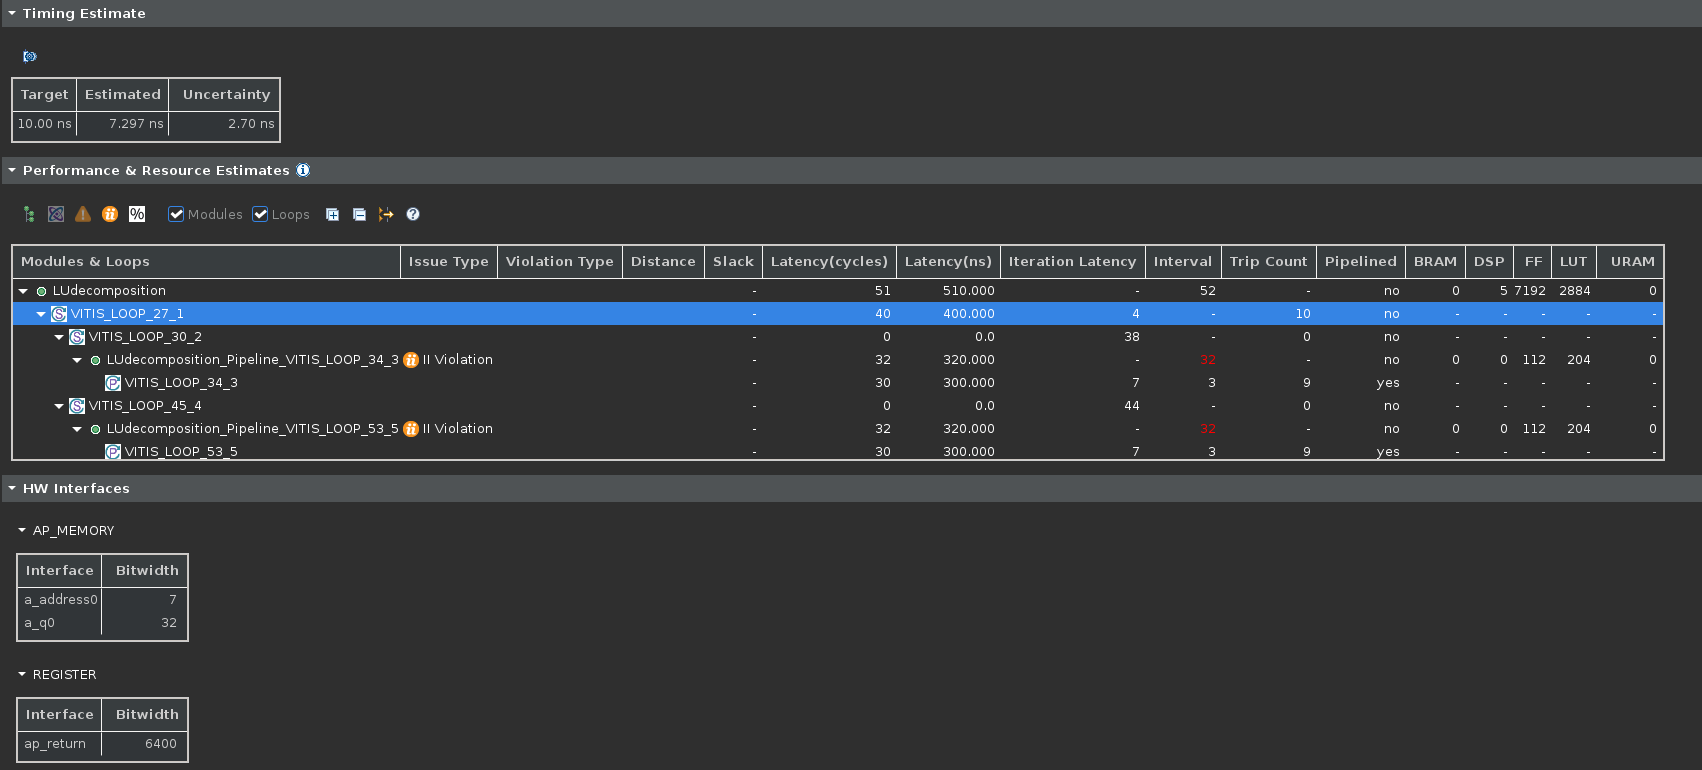 Timing Estimate
Target Estimated Uncertainty
10.00 ns 7.297 ns 2.70 ns
Performance & Resource Estimates
% Modules Loops
Modules & Loops Issue Type Violation Type Distance Slack Latency(cycles) Latency(ns) Iteration Latency Interval Trip Count Pipelined BRAM DSP FF LUT URAM
LUdecomposition - 51 510.000 - 52 - no 0 5 7192 2884 0
VITIS_LOOP_27_1 - 40 400.000 4 - 10 no - - - - -
VITIS_LOOP_30_2 - 0 0.0 38 - 0 no - - - - -
LUdecomposition_Pipeline_VITIS_LOOP_34_3 II Violation - 32 320.000 - 32 - no 0 0 112 204 0
VITIS_LOOP_34_3 - 30 300.000 7 3 9 yes - - - - -
VITIS_LOOP_45_4 - 0 0.0 44 - 0 no - - - - -
LUdecomposition_Pipeline_VITIS_LOOP_53_5 II Violation - 32 320.000 - 32 - no 0 0 112 204 0
VITIS_LOOP_53_5 - 30 300.000 7 3 9 yes - - - - -
HW Interfaces
AP_MEMORY
Interface Bitwidth
a_address0 7
a_q0 32
REGISTER
Interface Bitwidth
ap_return 6400